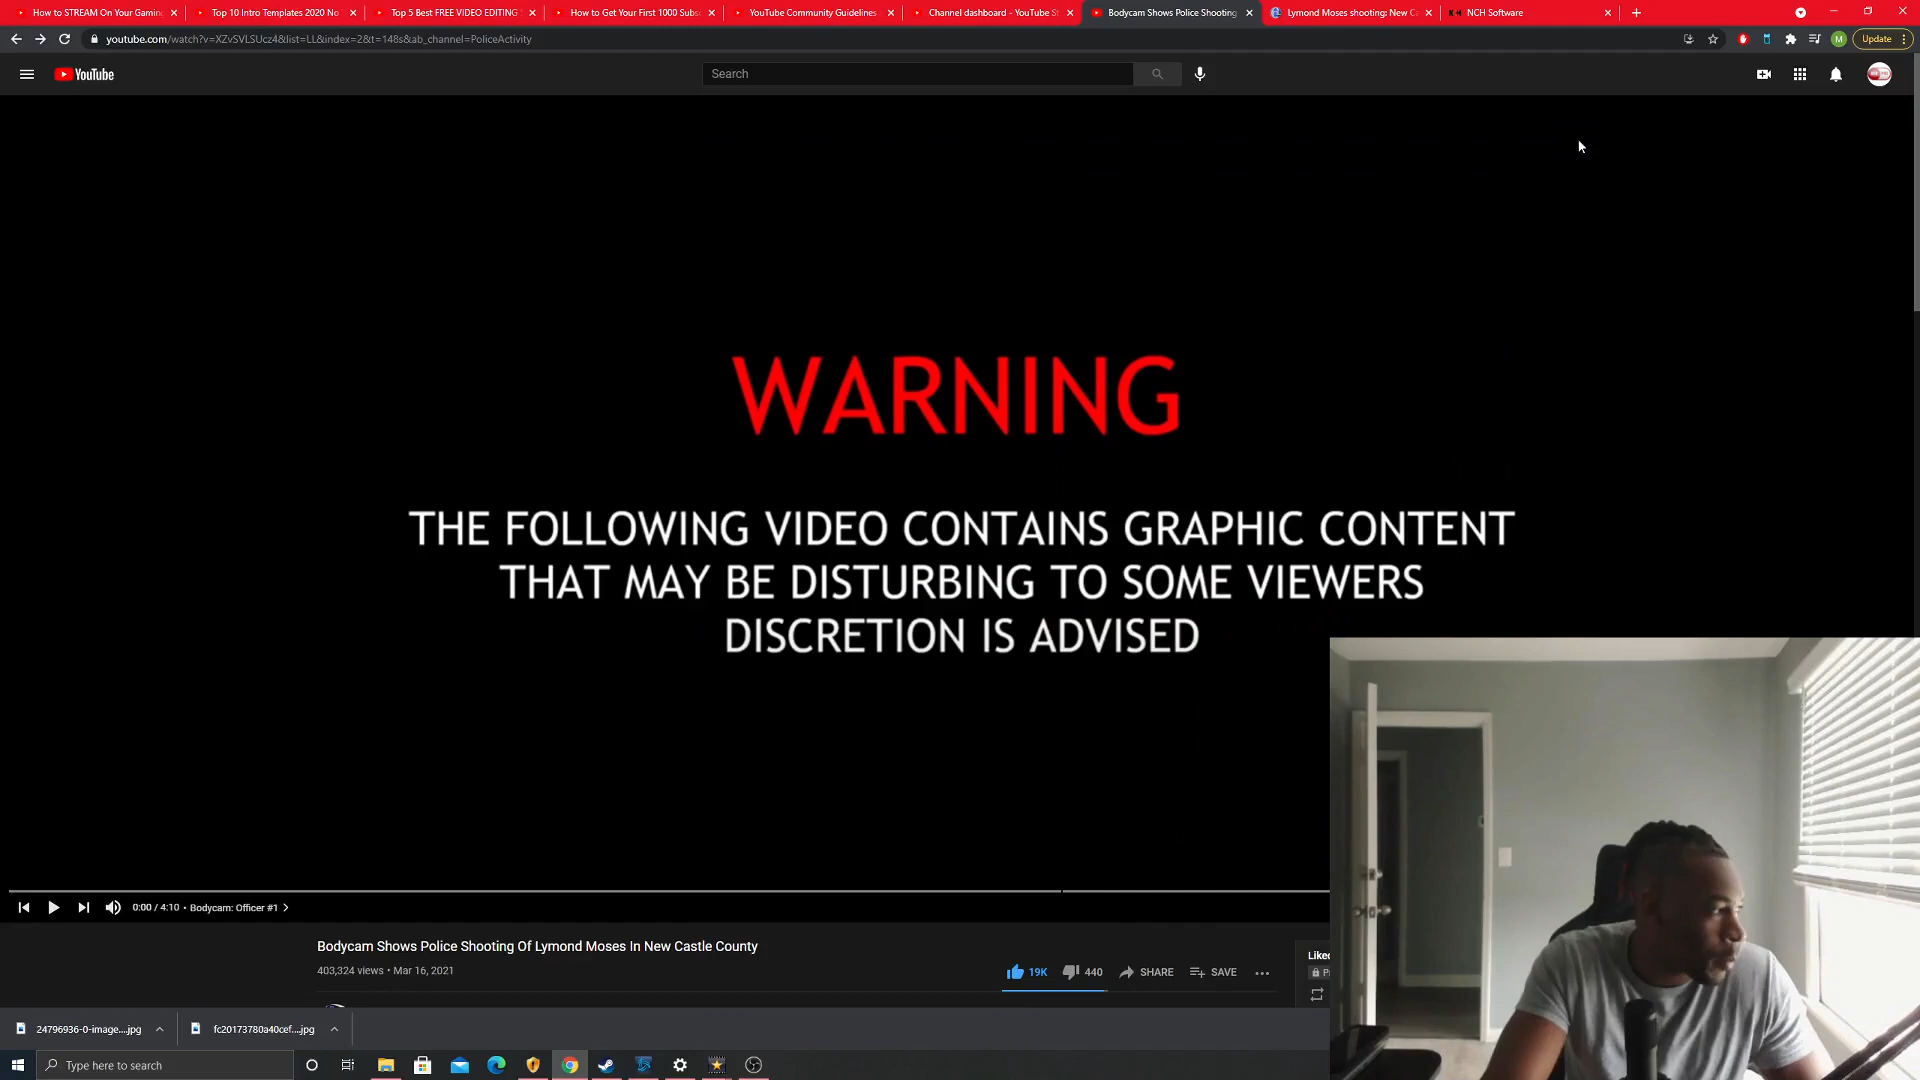 How to STREAM On Your Gaming
Top 10 Intro Templates 2020 No
Top 5 Best FREE VIDEO EDITING
How to Get Your First 1000 Subs
YouTube Community Guidelines
Channel dashboard - YouTube St
Bodycam Shows Police Shooting
Lymond Moses shooting: New Ca
NCH Software
youtube.com/watch?v=XZvSVLSUcz4&list=LL&index=2&t=148s&ab_channel=PoliceActivity
M
Update
YouTube
Search
WARNING
THE FOLLOWING VIDEO CONTAINS GRAPHIC CONTENT
THAT MAY BE DISTURBING TO SOME VIEWERS
DISCRETION IS ADVISED
0:00 / 4:10 • Bodycam: Officer #1
Bodycam Shows Police Shooting Of Lymond Moses In New Castle County
403,324 views • Mar 16, 2021
19K
440
SHARE
SAVE
Liked
24796936-0-image....jpg
fc20173780a40cef....jpg
Type here to search